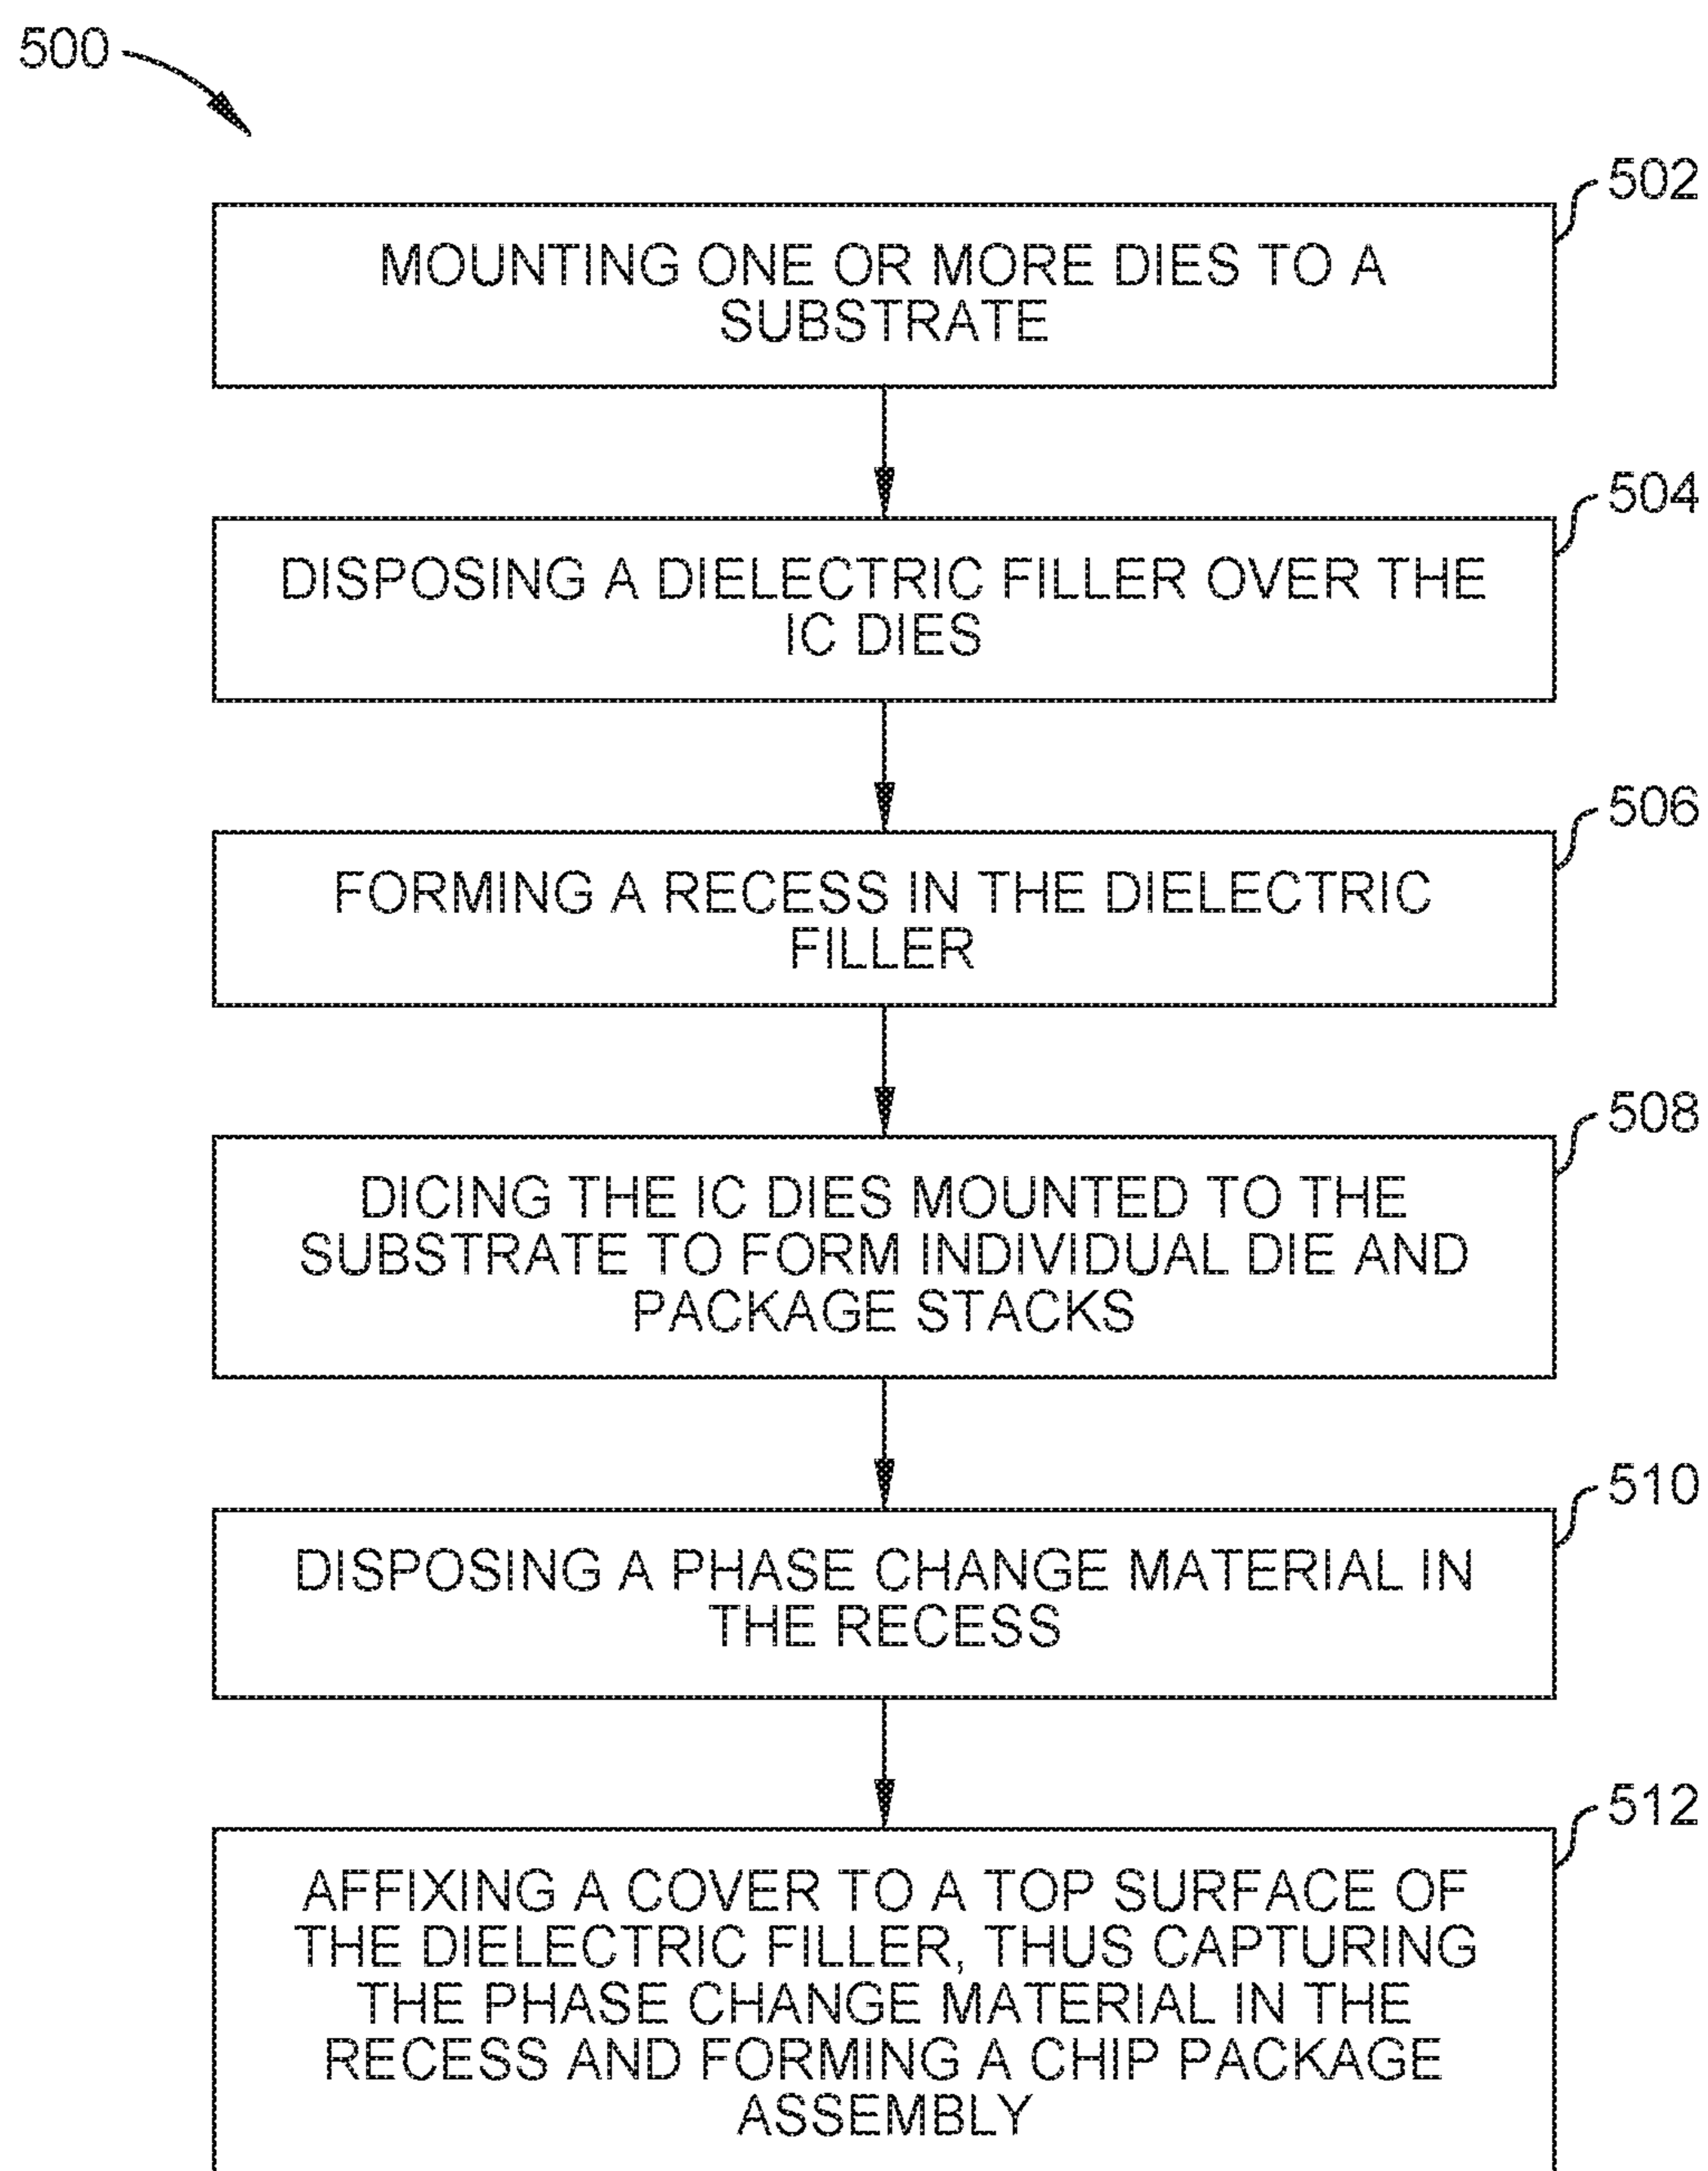 500
502
MOUNTING ONE OR MORE DIES TO A
SUBSTRATE
504
DISPOSING A DIELECTRIC FILLER OVER THE
IC DIES
506
FORMING A RECESS IN THE DIELECTRIC
FILLER
508
DICING THE IC DIES MOUNTED TO THE
SUBSTRATE TO FORM INDIVIDUAL DIE AND
PACKAGE STACKS
510
DISPOSING A PHASE CHANGE MATERIAL IN
THE RECESS
512
AFFIXING A COVER TO A TOP SURFACE OF
THE DIELECTRIC FILLER, THUS CAPTURING
THE PHASE CHANGE MATERIAL IN THE
RECESS AND FORMING A CHIP PACKAGE
ASSEMBLY